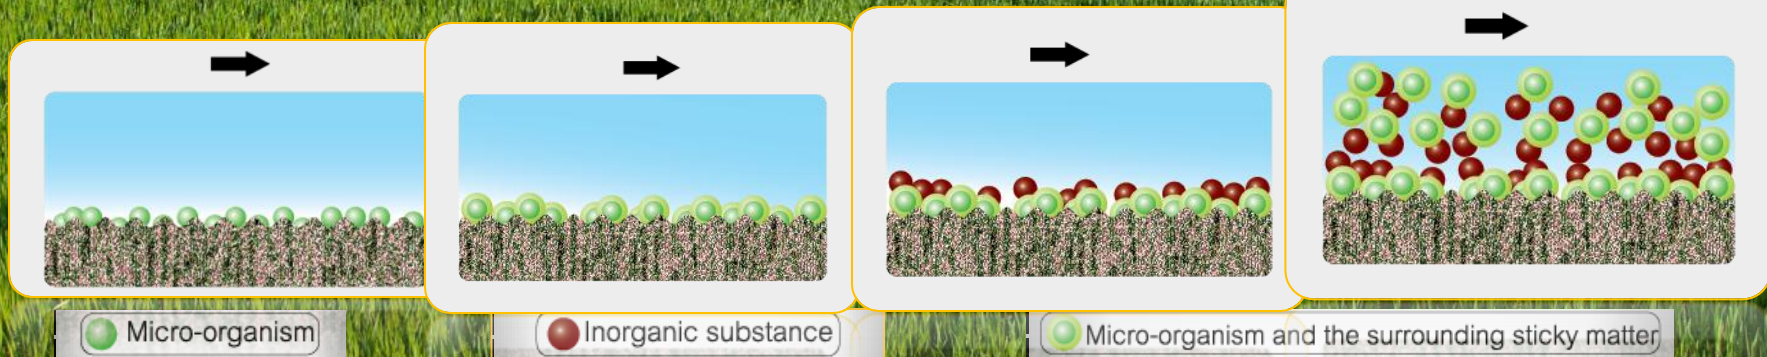 Micro-organism
Inorganic substance
Micro-organism and the surrounding sticky matter